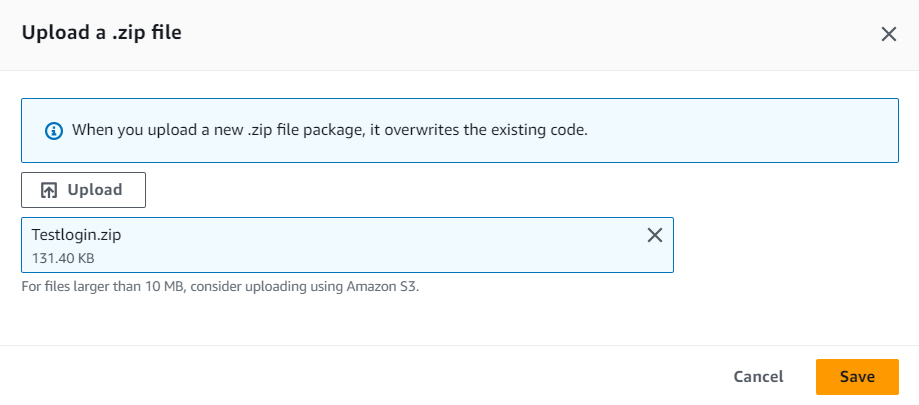 Upload a .zip file
When you upload a new .zip file package, it overwrites the existing code.
Upload
Testlogin.zip
131.40 KB
For files larger than 10 MB, consider uploading using Amazon S3.
Cancel
Save